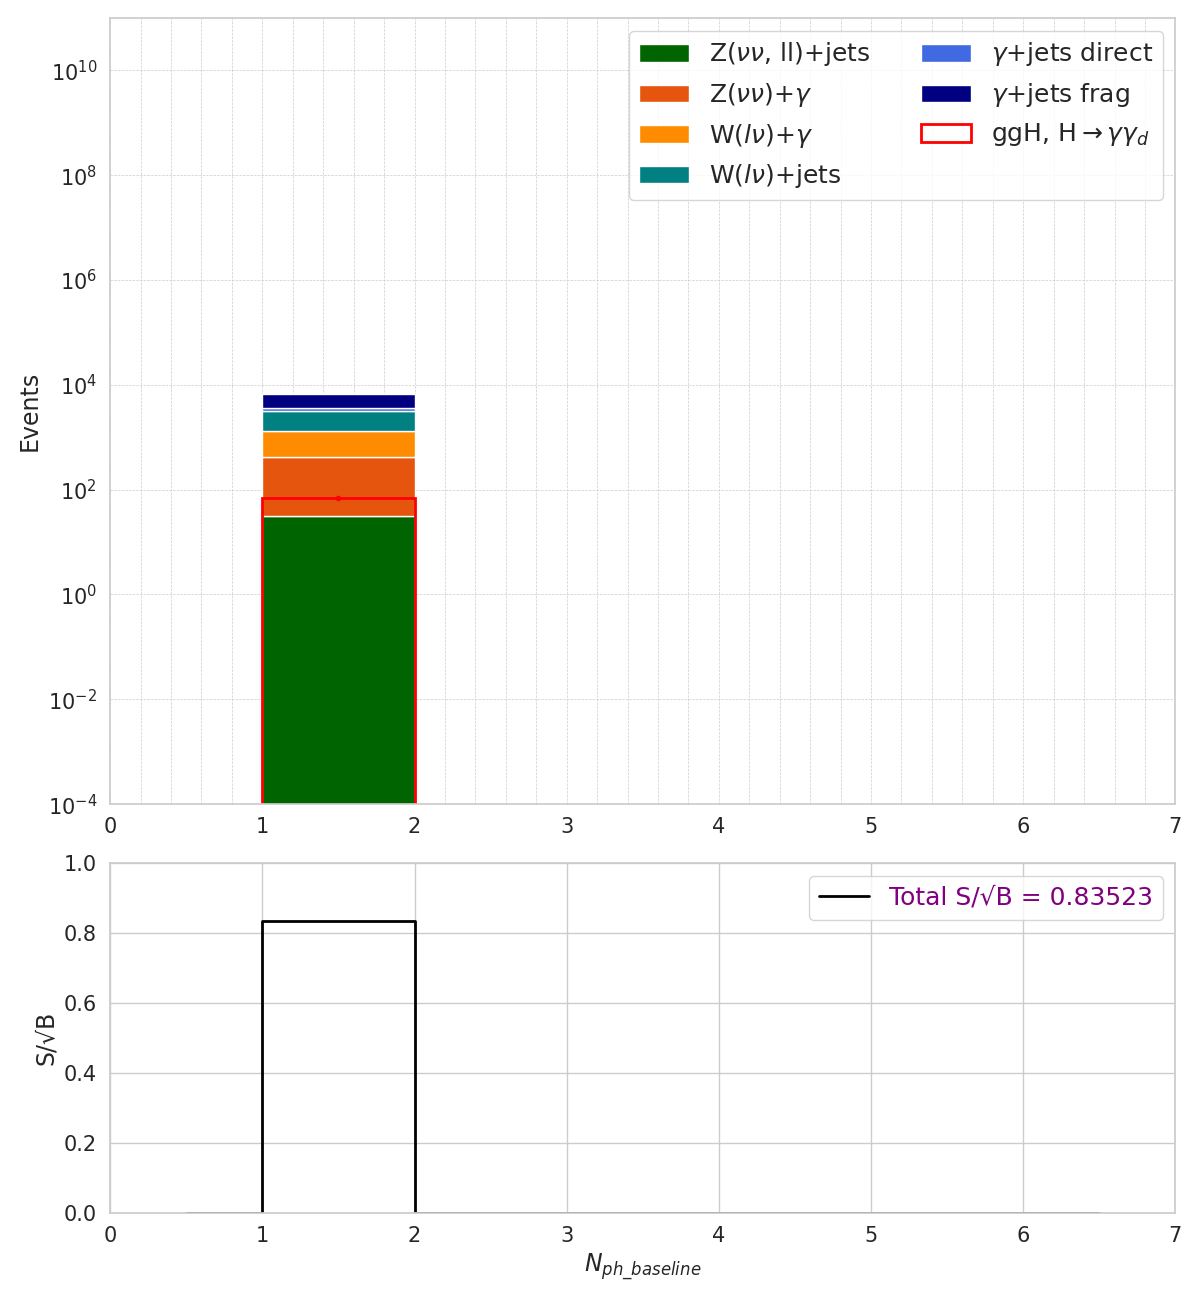 Z(νν, ll)+jets
Z(νν)+γ
W(lν)+γ
W(lν)+jets
γ+jets direct
γ+jets frag
ggH, H→γγ_d
Events
10^10
10^8
10^6
10^4
10^2
10^0
10^−2
10^−4
0 1 2 3 4 5 6 7
Total S/√B = 0.83523
S/√B
1.0
0.8
0.6
0.4
0.2
0.0
0 1 2 3 4 5 6 7
N_ph_baseline